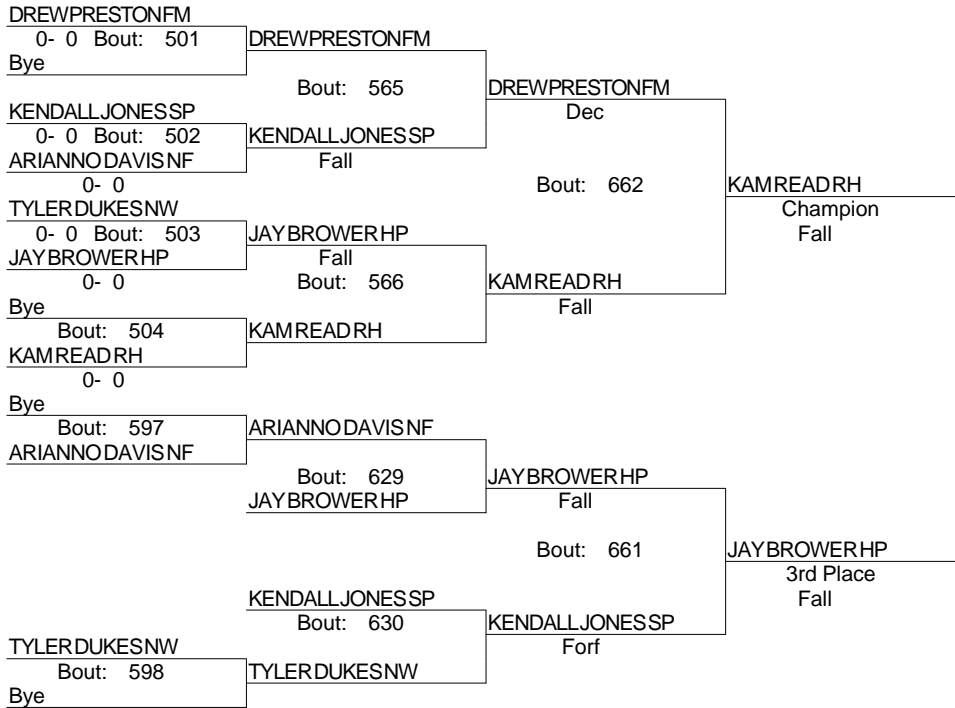 DREWPRESTONFM
0- 0 Bout: 501
DREWPRESTONFM
Bye
Bout: 565
DREWPRESTONFM
KENDALLJONESSP
Dec
0- 0 Bout: 502
KENDALLJONESSP
ARIANNODAVISNF
Fall
0- 0
Bout: 662
KAMREADRH
TYLERDUKESNW
Champion
0- 0 Bout: 503
JAYBROWERHP
Fall
JAYBROWERHP
Fall
0- 0
Bout: 566
KAMREADRH
Bye
Fall
Bout: 504
KAMREADRH
KAMREADRH
0- 0
Bye
Bout: 597
ARIANNODAVISNF
ARIANNODAVISNF
Bout: 629
JAYBROWERHP
JAYBROWERHP
Fall
Bout: 661
JAYBROWERHP
3rd Place
KENDALLJONESSP
Fall
Bout: 630
KENDALLJONESSP
TYLERDUKESNW
Forf
Bout: 598
TYLERDUKESNW
Bye